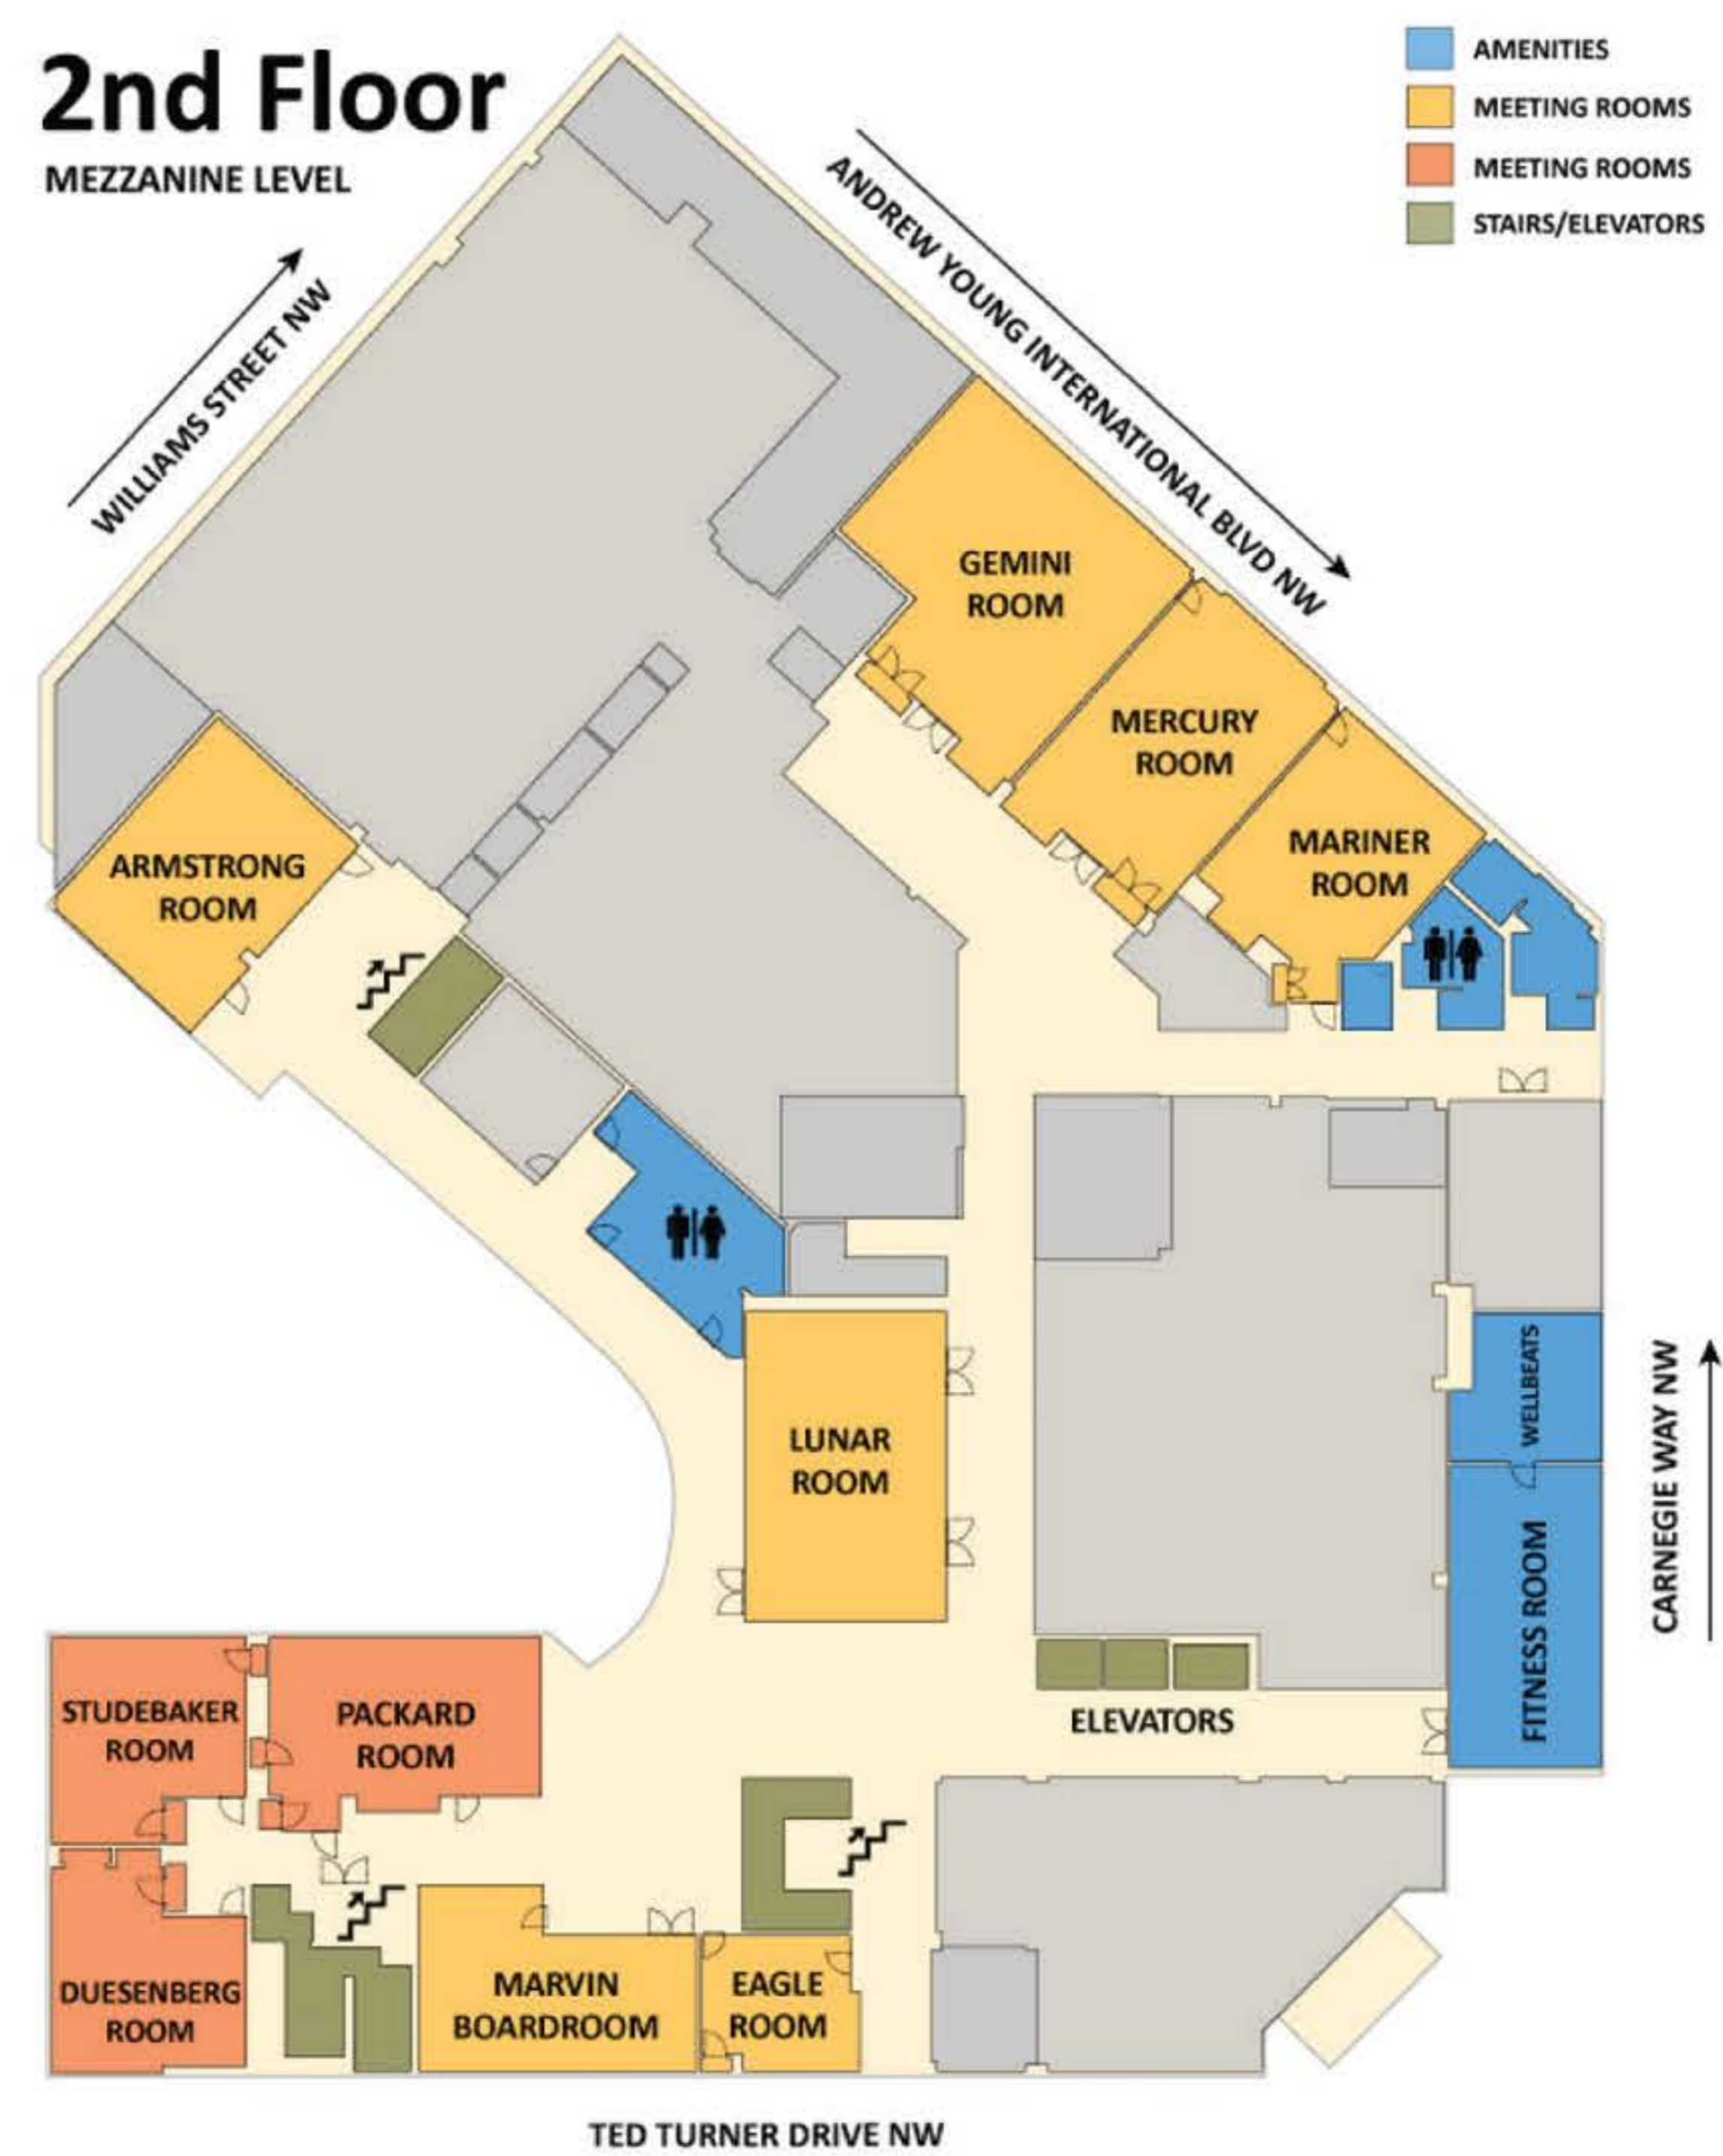 2nd Floor
MEZZANINE LEVEL
AMENITIES
MEETING ROOMS
MEETING ROOMS
STAIRS/ELEVATORS
WILLIAMS STREET NW
ANDREW YOUNG INTERNATIONAL BLVD NW
GEMINI
ROOM
MERCURY
ROOM
MARINER
ROOM
ARMSTRONG
ROOM
LUNAR
ROOM
WELLBEATS
FITNESS ROOM
CARNEGIE WAY NW
STUDEBAKER
ROOM
PACKARD
ROOM
ELEVATORS
DUESENBERG
ROOM
MARVIN
BOARDROOM
EAGLE
ROOM
TED TURNER DRIVE NW